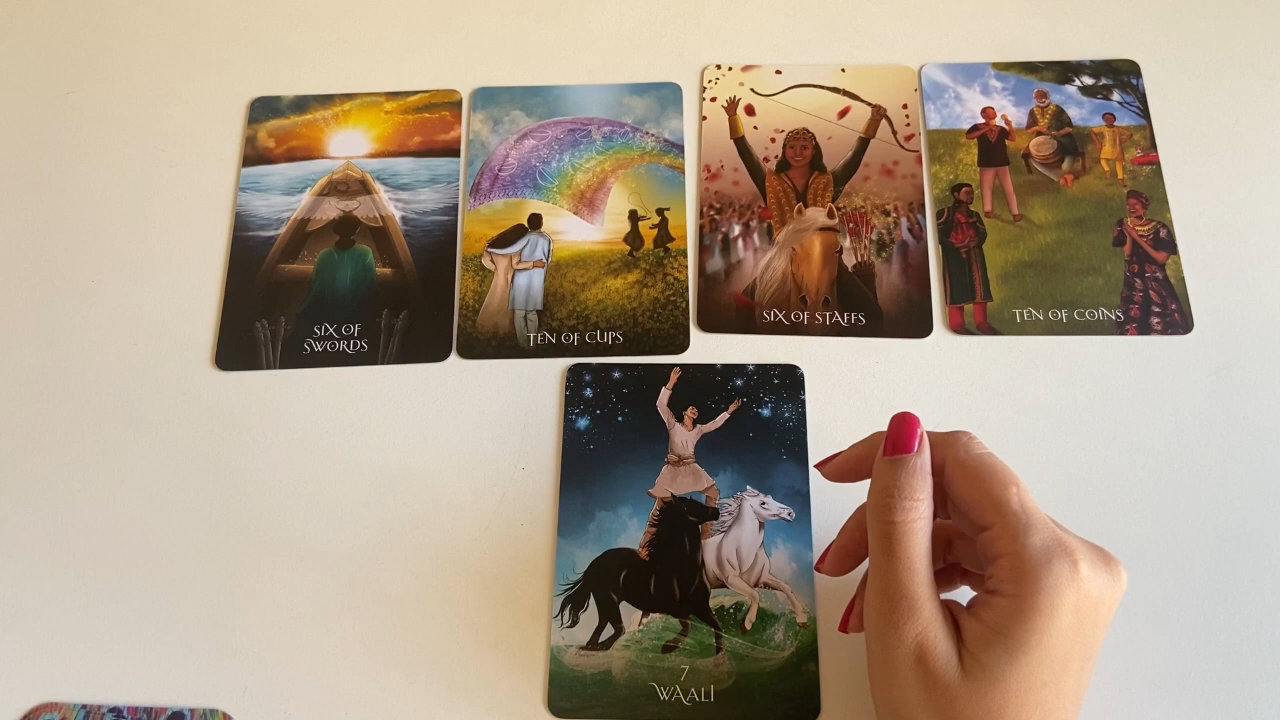 SIX OF
SWORDS
TEN OF CUPS
SIX OF STAFFS
TEN OF COINS
7
WAALI